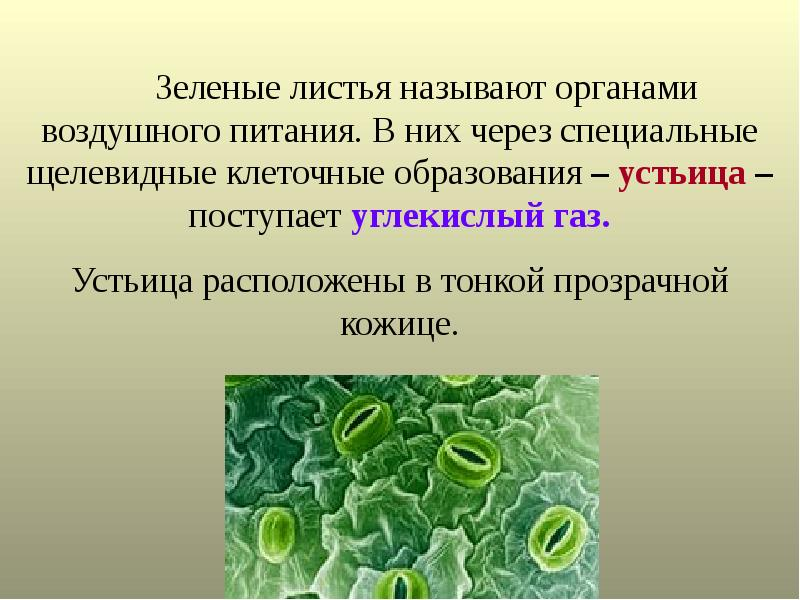 Зеленые листья называют органами
воздушного питания. В них через специальные
щелевидные клеточные образования – устьица –
поступает углекислый газ.
Устьица расположены в тонкой прозрачной
кожице.